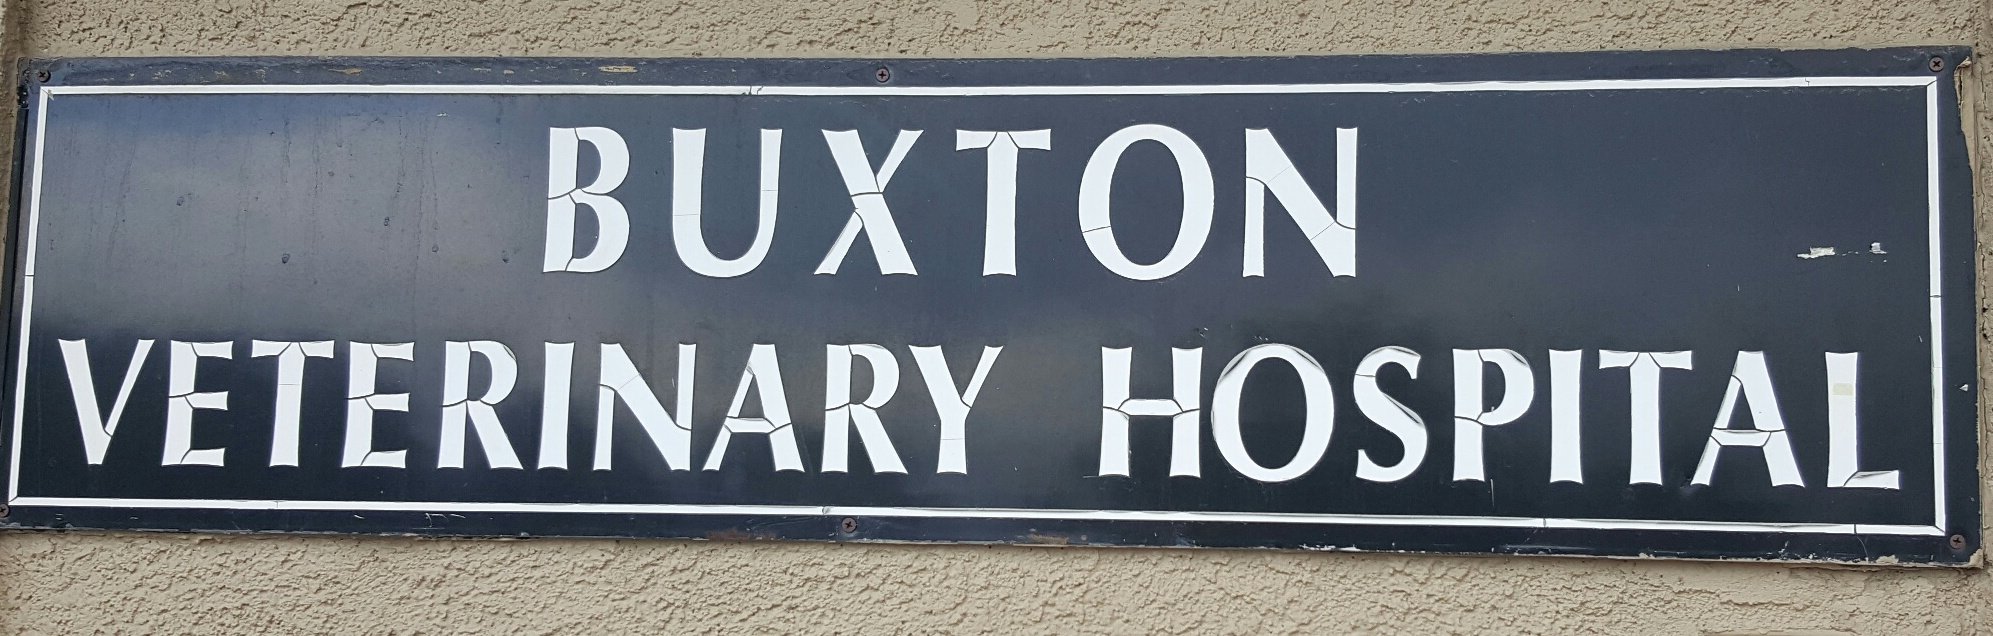 BUXTON
VETERINARY HOSPITAL